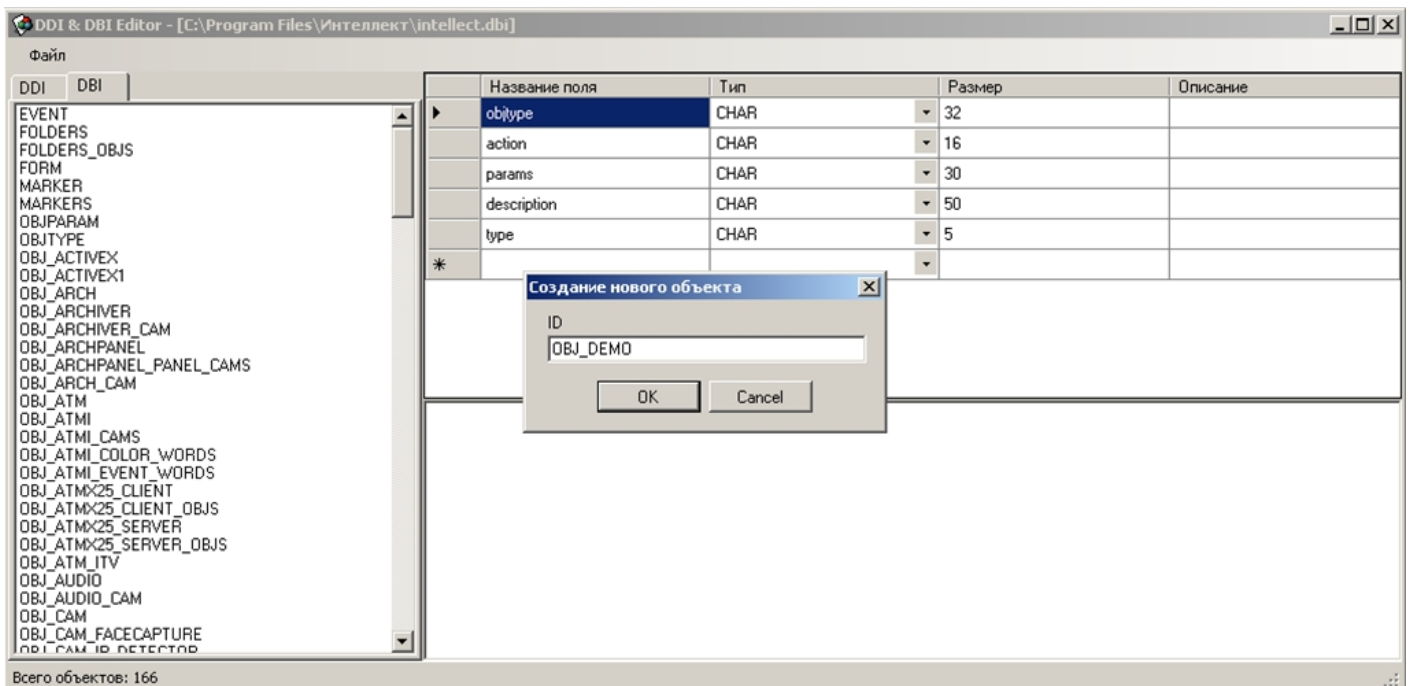 DDI & DBI Editor - [C:\Program Files\Интеллект\intellect.dbi]
Файл
DDI DBI
EVENT
FOLDERS
FOLDERS_OBJS
FORM
MARKER
MARKERS
OBJPARAM
OBJTYPE
OBJ_ACTIVEX
OBJ_ACTIVEX1
OBJ_ARCH
OBJ_ARCHIVER
OBJ_ARCHIVER_CAM
OBJ_ARCHPANEL
OBJ_ARCHPANEL_PANEL_CAMS
OBJ_ARCH_CAM
OBJ_ATM
OBJ_ATMI
OBJ_ATMI_CAMS
OBJ_ATMI_COLOR_WORDS
OBJ_ATMI_EVENT_WORDS
OBJ_ATMX25_CLIENT
OBJ_ATMX25_CLIENT_OBJS
OBJ_ATMX25_SERVER
OBJ_ATMX25_SERVER_OBJS
OBJ_ATM_ITV
OBJ_AUDIO
OBJ_AUDIO_CAM
OBJ_CAM
OBJ_CAM_FACECAPTURE
OBJ_CAM_IR_DETECTOR
Название поля Тип Размер Описание
objtype CHAR 32
action CHAR 16
params CHAR 30
description CHAR 50
type CHAR 5
Создание нового объекта
ID
OBJ_DEMO
OK Cancel
Всего объектов: 166